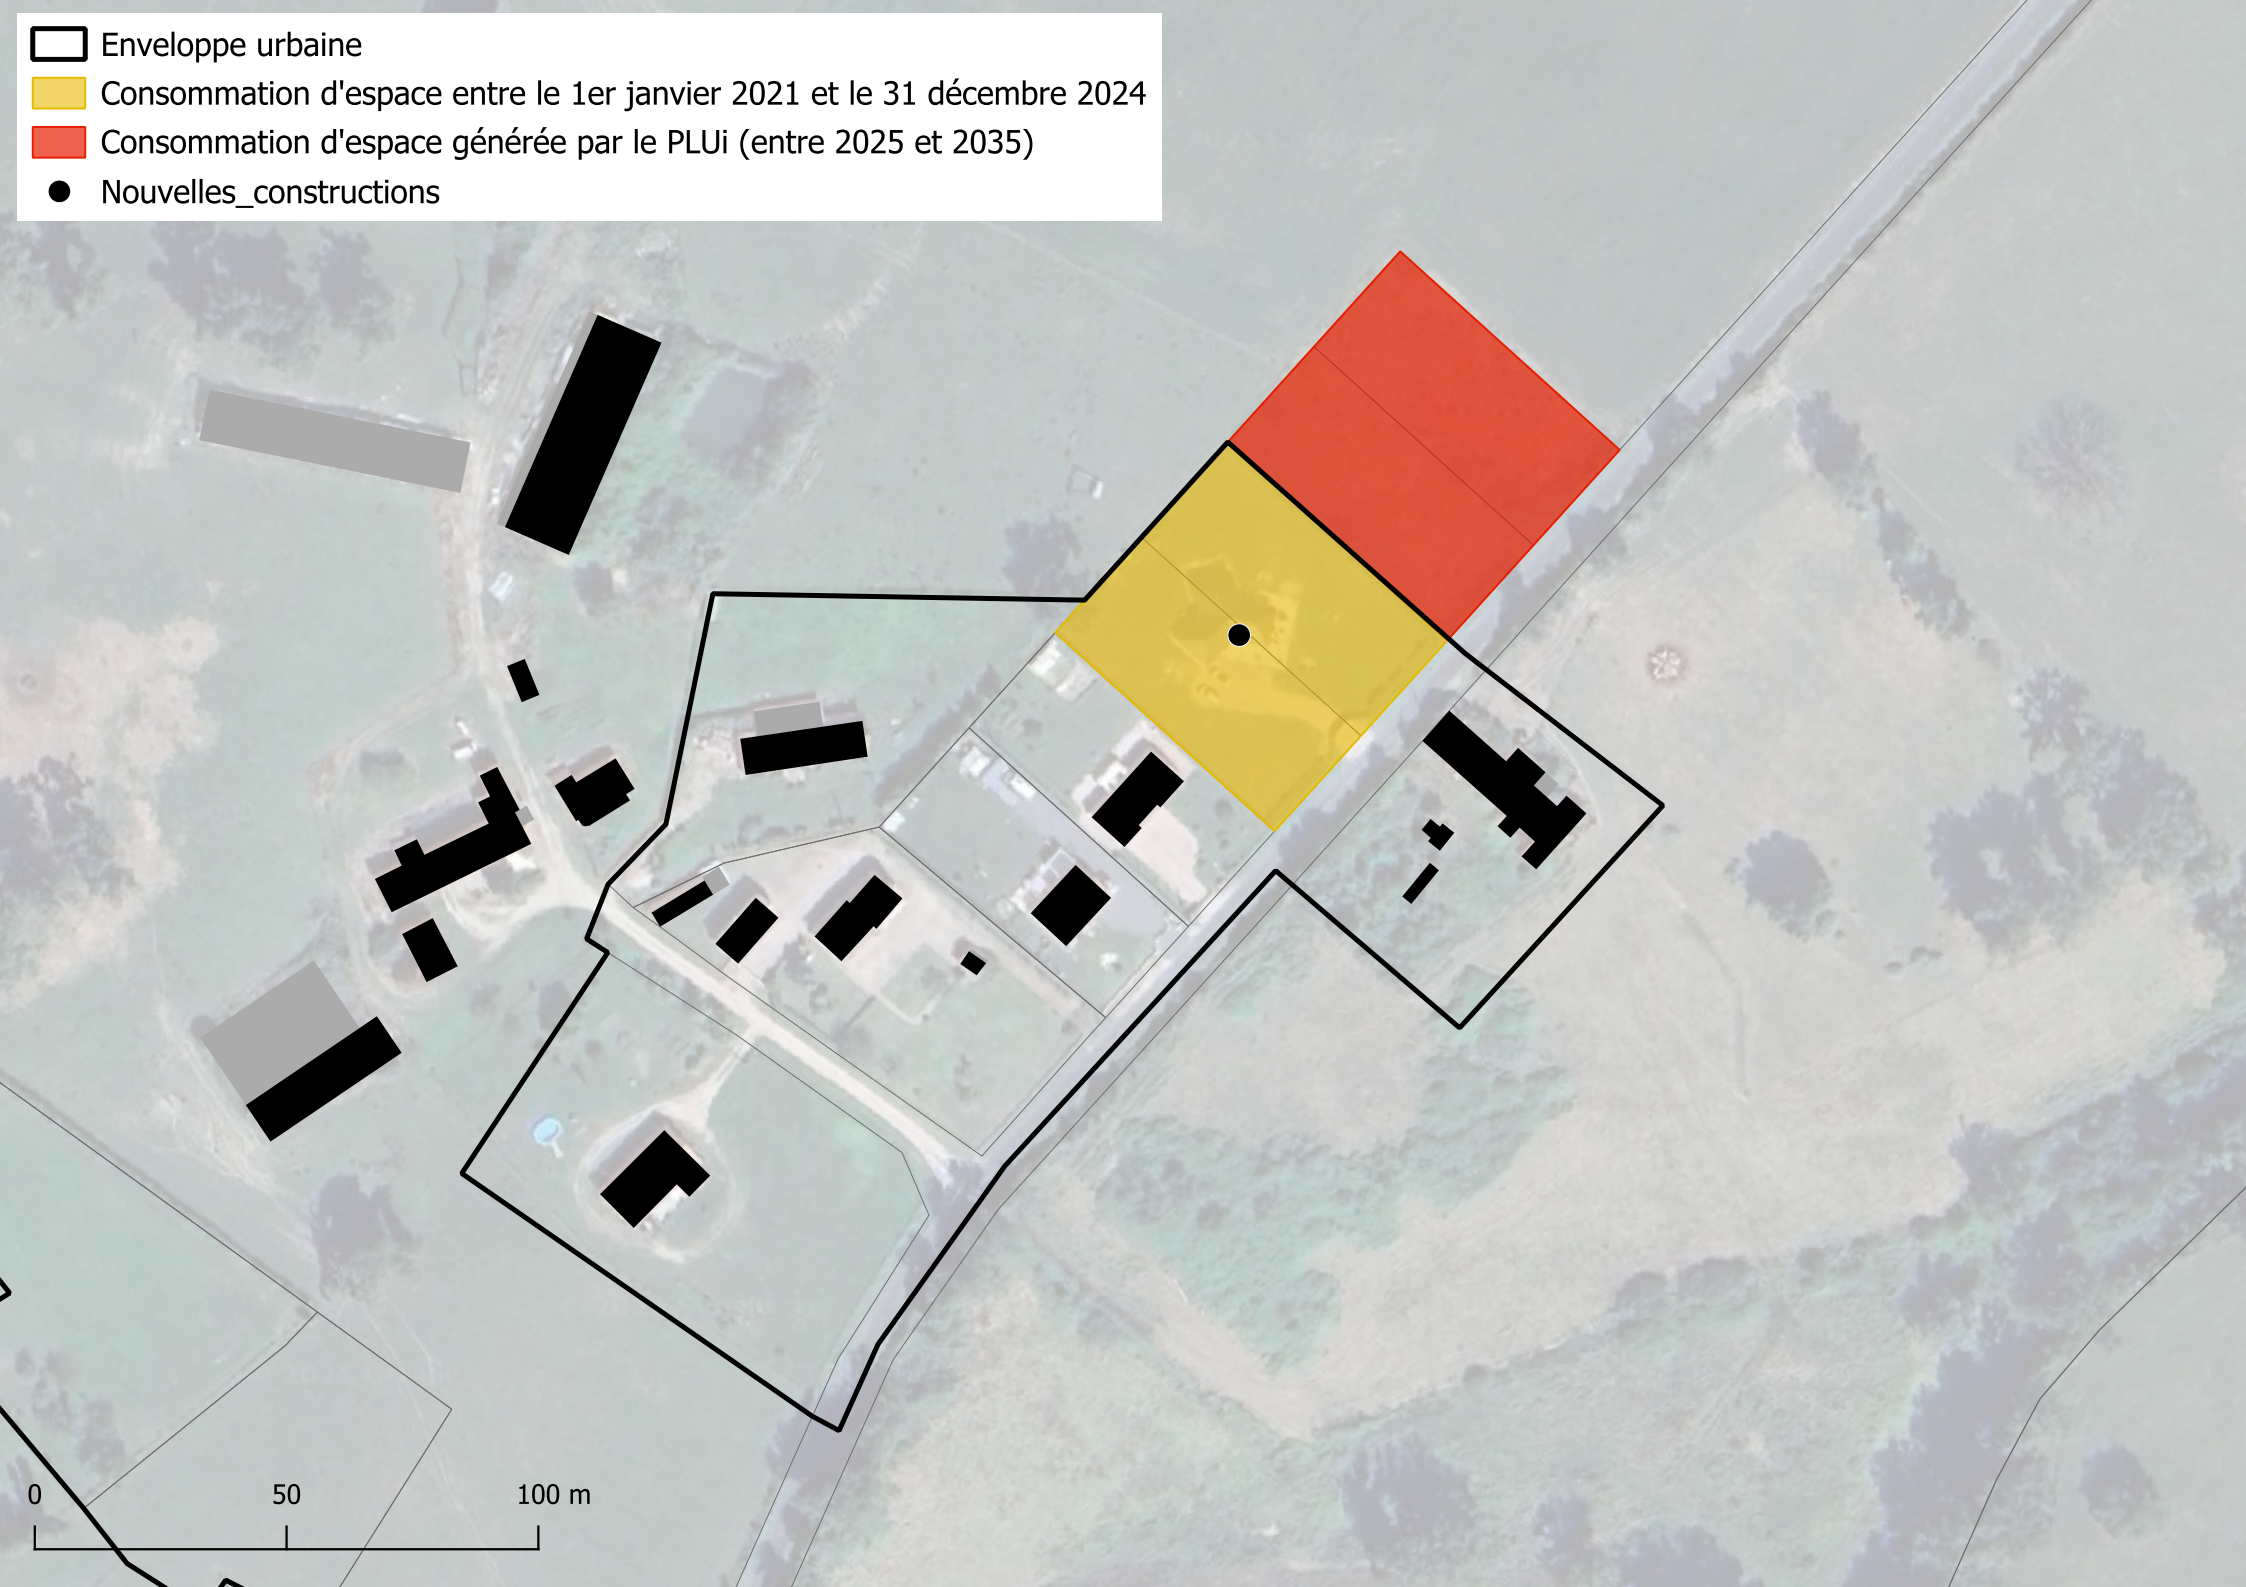 Enveloppe urbaine
Consommation d'espace entre le 1er janvier 2021 et le 31 décembre 2024
Consommation d'espace générée par le PLUi (entre 2025 et 2035)
Nouvelles_constructions
0 50 100 m